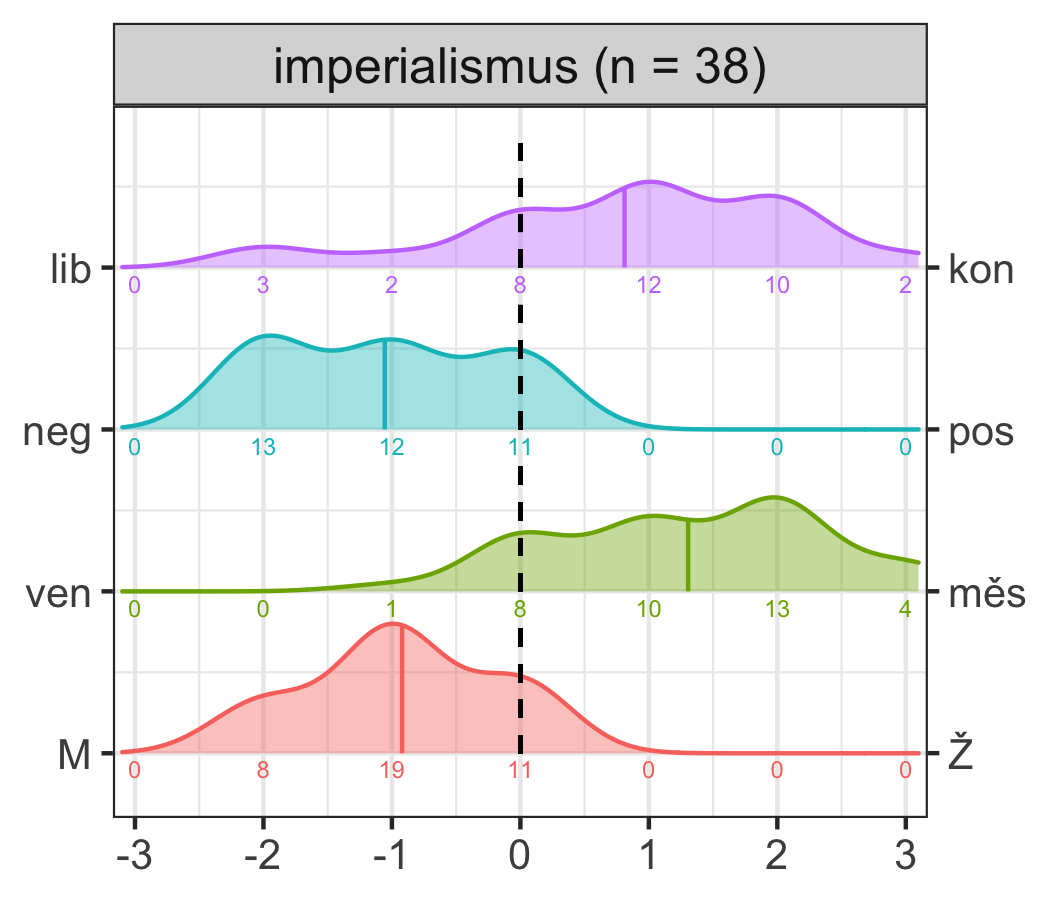 imperialismus (n = 38)
lib kon
0 3 2 8 12 10 2
neg pos
0 13 12 11 0 0 0
ven měs
0 0 1 8 10 13 4
M Ž
0 8 19 11 0 0 0
-3 -2 -1 0 1 2 3